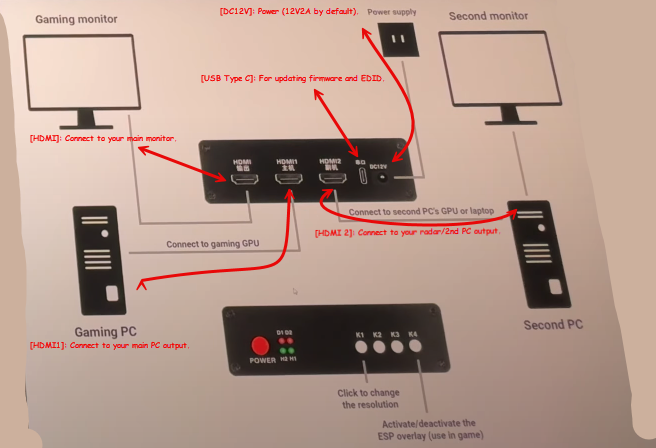 [DC12V]: Power (12V2A by default).
Power supply
Gaming monitor
Second monitor
[USB Type C]: For updating firmware and EDID.
[HDMI]: Connect to your main monitor.
HDMI
输出
HDMI1
主机
HDMI2
副机
DC12V
Connect to second PC's GPU or laptop
[HDMI 2]: Connect to your radar/2nd PC output.
Connect to gaming GPU
Gaming PC
Second PC
[HDMI1]: Connect to your main PC output.
D1 D2
H2 H1
POWER
K1
K2
K3
K4
Click to change
the resolution
Activate/deactivate the
ESP overlay (use in game)